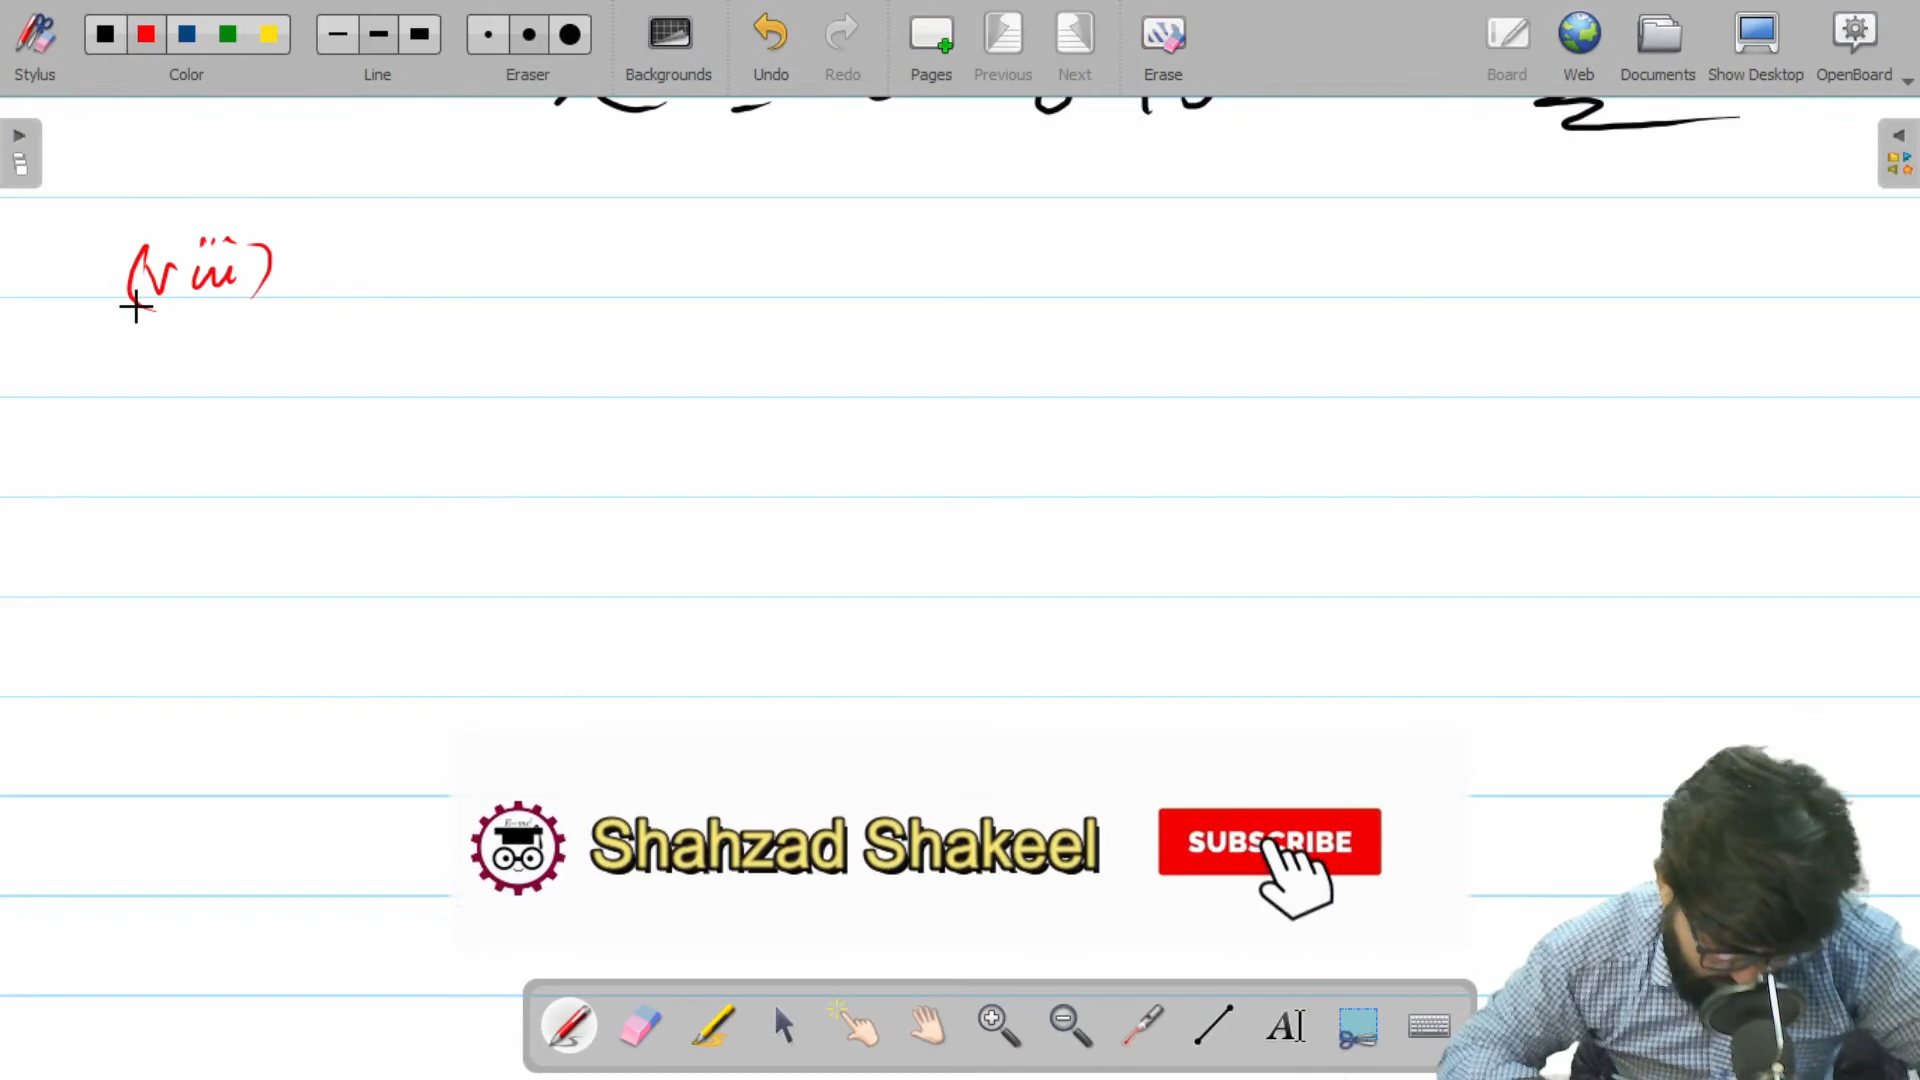 Stylus Color Line Eraser Backgrounds Undo Redo Pages Previous Next Erase Board Web Documents Show Desktop OpenBoard
(viii)
Shahzad Shakeel
SUBSCRIBE